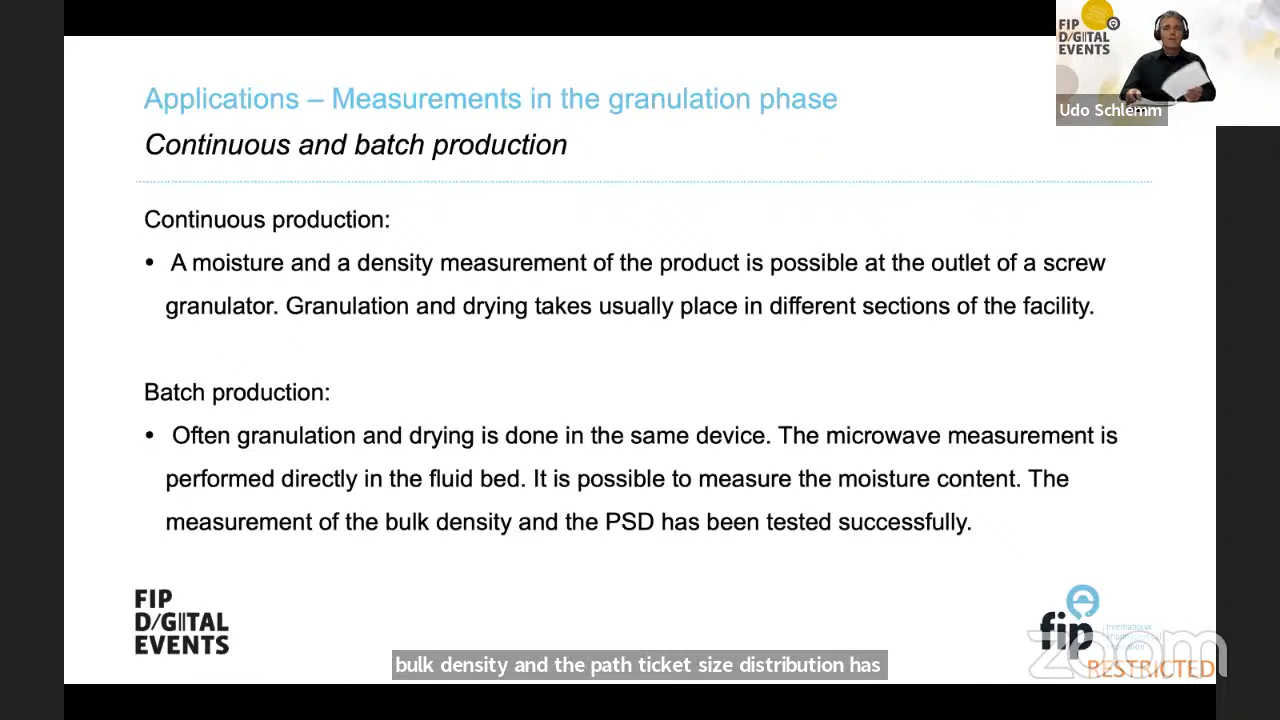 FIP
D/G|ITAL
EVENTS
Udo Schlemm
Applications – Measurements in the granulation phase
Continuous and batch production
Continuous production:
• A moisture and a density measurement of the product is possible at the outlet of a screw
granulator. Granulation and drying takes usually place in different sections of the facility.
Batch production:
• Often granulation and drying is done in the same device. The microwave measurement is
performed directly in the fluid bed. It is possible to measure the moisture content. The
measurement of the bulk density and the PSD has been tested successfully.
FIP
D/G|ITAL
EVENTS
fip
International
zoom
RESTRICTED
bulk density and the path ticket size distribution has